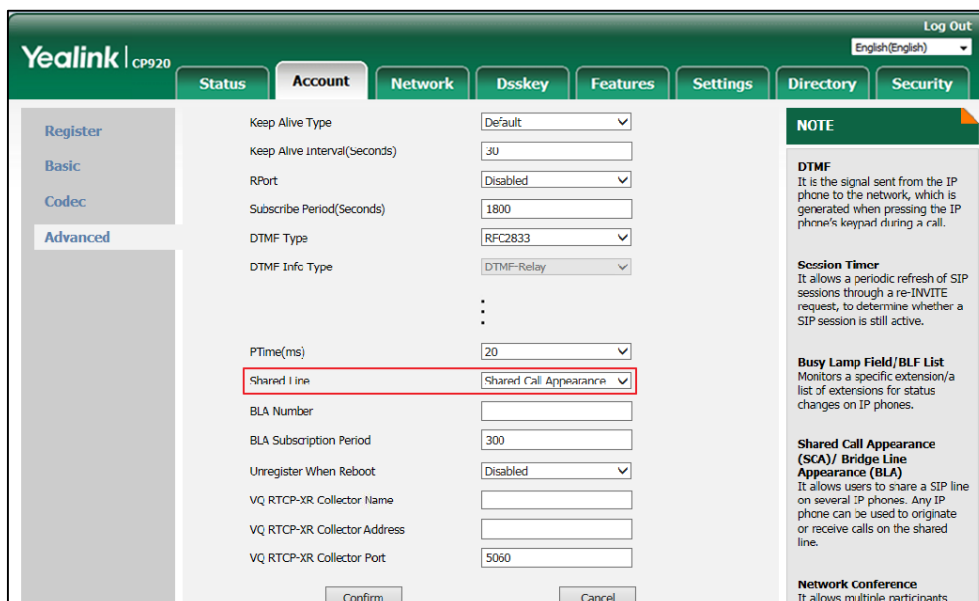 Log Out
Yealink CP920
English(English)
Status Account Network Dsskey Features Settings Directory Security
Register
Basic
Codec
Advanced
Keep Alive Type Default
Keep Alive Interval(Seconds) 30
RPort Disabled
Subscribe Period(Seconds) 1800
DTMF Type RFC2833
DTMF Info Type DTMF-Relay
PTime(ms) 20
Shared Line Shared Call Appearance
BLA Number
BLA Subscription Period 300
Unregister When Reboot Disabled
VQ RTCP-XR Collector Name
VQ RTCP-XR Collector Address
VQ RTCP-XR Collector Port 5060
Confirm Cancel
NOTE
DTMF
It is the signal sent from the IP
phone to the network, which is
generated when pressing the IP
phone's keypad during a call.
Session Timer
It allows a periodic refresh of SIP
sessions through a re-INVITE
request, to determine whether a
SIP session is still active.
Busy Lamp Field/BLF List
Monitors a specific extension/a
list of extensions for status
changes on IP phones.
Shared Call Appearance
(SCA)/ Bridge Line
Appearance (BLA)
It allows users to share a SIP line
on several IP phones. Any IP
phone can be used to originate
or receive calls on the shared
line.
Network Conference
It allows multiple participants